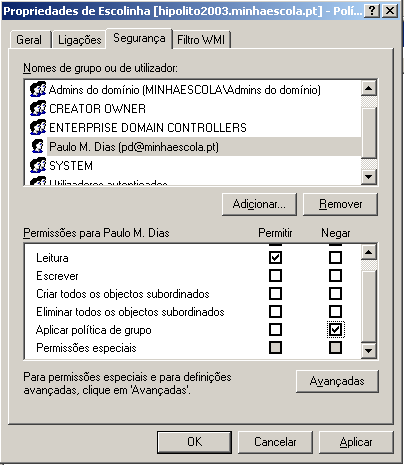 Propriedades de Escolinha [hipolito2003.minhaescola.pt] - Polí...
Geral Ligações Segurança Filtro WMI
Nomes de grupo ou de utilizador:
Admins do domínio (MINHAESCOLA\Admins do domínio)
CREATOR OWNER
ENTERPRISE DOMAIN CONTROLLERS
Paulo M. Dias (pd@minhaescola.pt)
SYSTEM
Utilizadores autenticados
Adicionar... Remover
Permissões para Paulo M. Dias Permitir Negar
Leitura
Escrever
Criar todos os objectos subordinados
Eliminar todos os objectos subordinados
Aplicar política de grupo
Permissões especiais
Para permissões especiais e para definições
avançadas, clique em 'Avançadas'.
Avançadas
OK Cancelar Aplicar